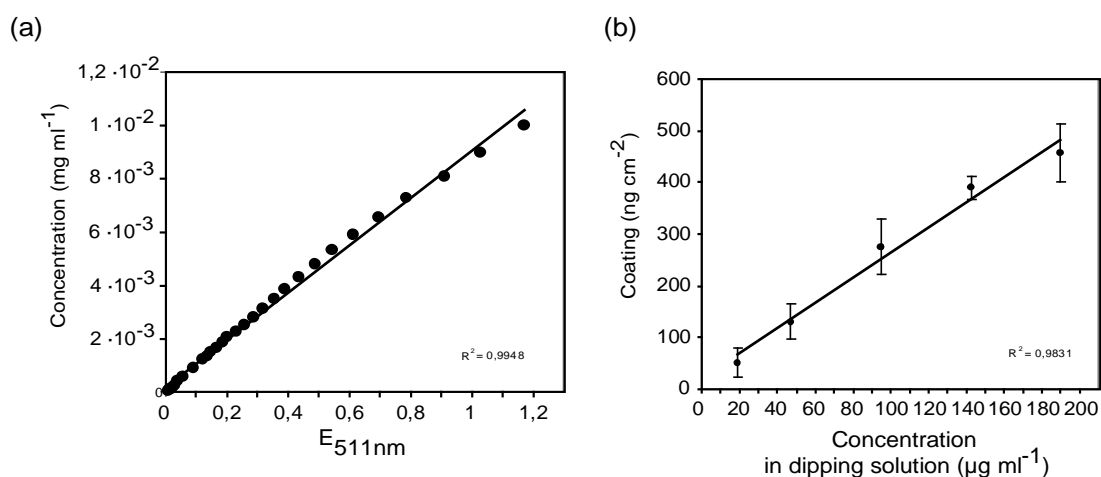 (a)
Concentration (mg ml⁻¹)
1,2 ·10⁻²
1 ·10⁻²
8 ·10⁻³
6 ·10⁻³
4 ·10⁻³
2 ·10⁻³
0
R² = 0,9948
0 0,2 0,4 0,6 0,8 1 1,2
E₅₁₁nm
(b)
Coating (ng cm⁻²)
600
500
400
300
200
100
0
R² = 0,9831
0 20 40 60 80 100 120 140 160 180 200
Concentration
in dipping solution (µg ml⁻¹)